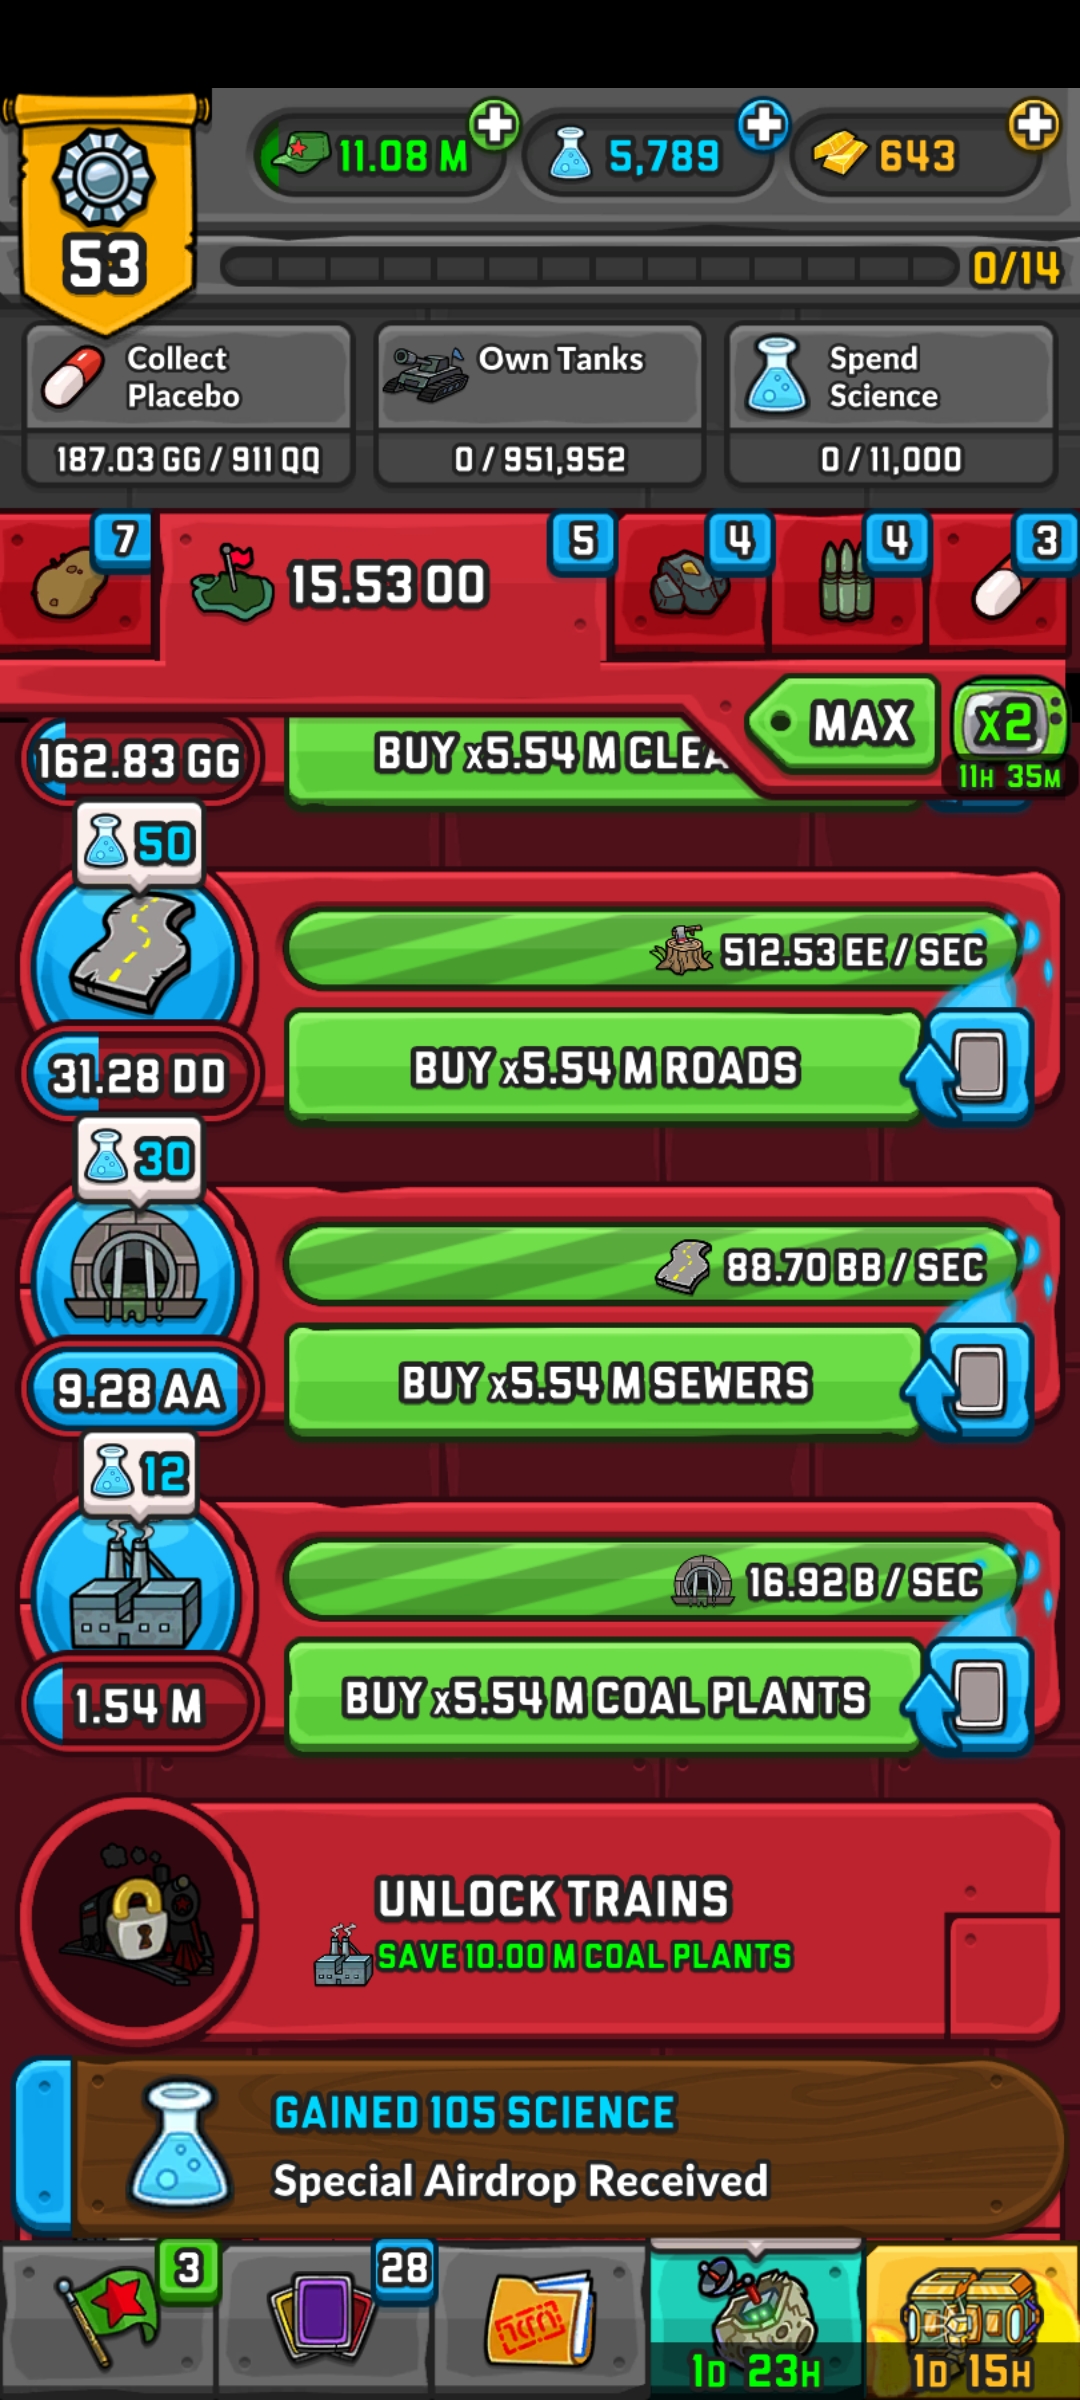 11.08 M
5,789
643
53
0/14
Collect
Placebo
187.03 GG / 911 QQ
Own Tanks
0 / 951,952
Spend
Science
0 / 11,000
7
15.53 OO
5
4
4
3
MAX
x2
11H 35M
162.83 GG
BUY x5.54 M CLEA
50
512.53 EE / SEC
31.28 DD
BUY x5.54 M ROADS
30
88.70 BB / SEC
9.28 AA
BUY x5.54 M SEWERS
12
16.92 B / SEC
1.54 M
BUY x5.54 M COAL PLANTS
UNLOCK TRAINS
SAVE 10.00 M COAL PLANTS
GAINED 105 SCIENCE
Special Airdrop Received
3
28
1D 23H
1D 15H